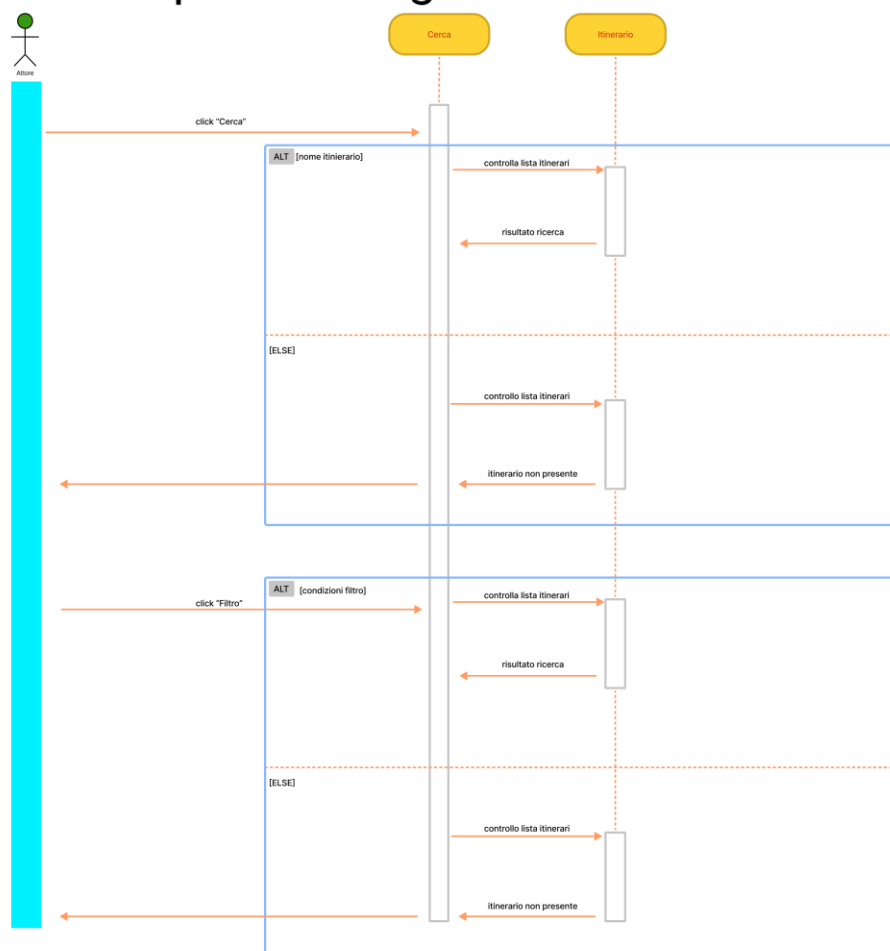 Attore
Cerca
Itinerario
click "Cerca"
ALT [nome itinierario]
controlla lista itinerari
risultato ricerca
[ELSE]
controllo lista itinerari
itinerario non presente
ALT [condizioni filtro]
click "Filtro"
controlla lista itinerari
risultato ricerca
[ELSE]
controllo lista itinerari
itinerario non presente